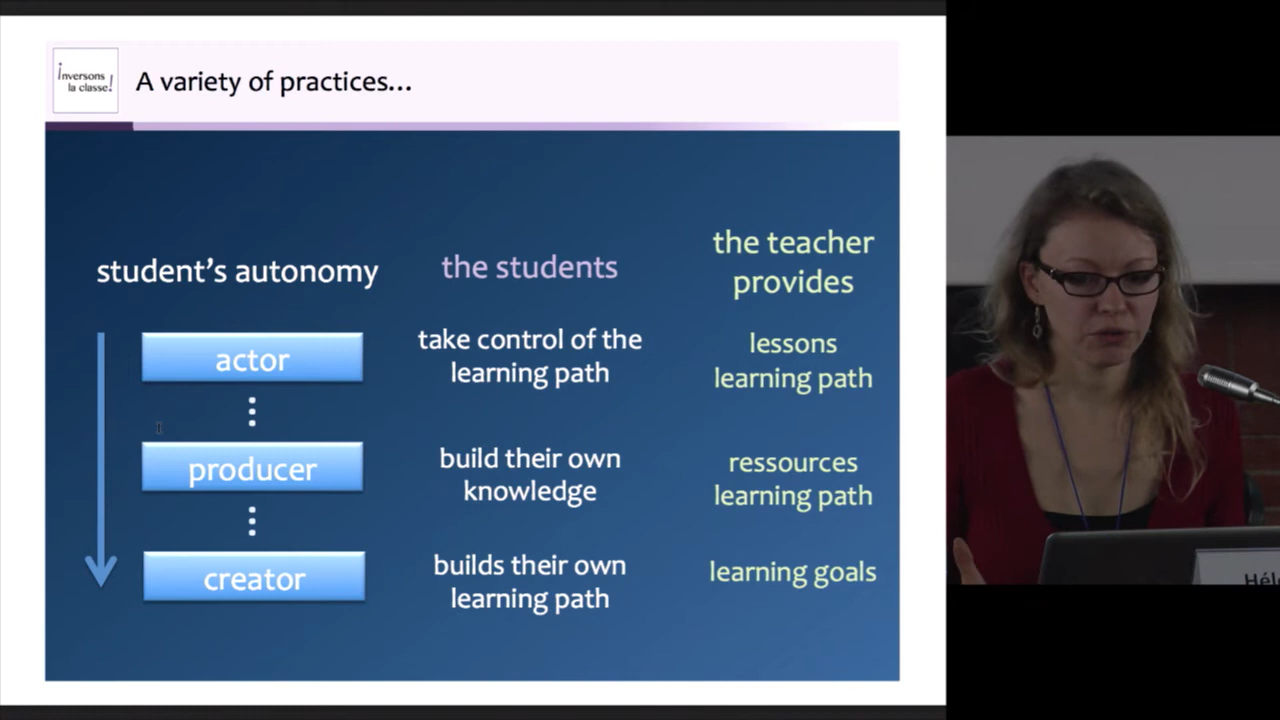 inversons
la classe!
A variety of practices...
student's autonomy
the students
the teacher
provides
actor
take control of the
learning path
lessons
learning path
producer
build their own
knowledge
ressources
learning path
creator
builds their own
learning path
learning goals